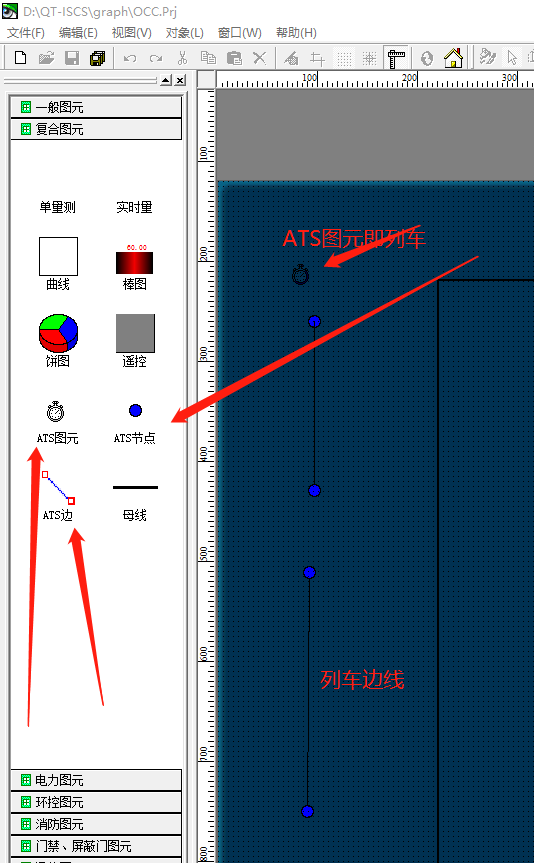 D:\QT-ISCS\graph\OCC.Prj
文件(F) 编辑(E) 视图(V) 对象(L) 窗口(W) 帮助(H)
100 200 300
一般图元
复合图元
单量测 实时量
60.00
曲线 棒图
饼图 遥控
ATS图元 ATS节点
ATS边 母线
电力图元
环控图元
消防图元
门禁、屏蔽门图元
100
200
300
400
500
600
700
800
ATS图元即列车
列车边线